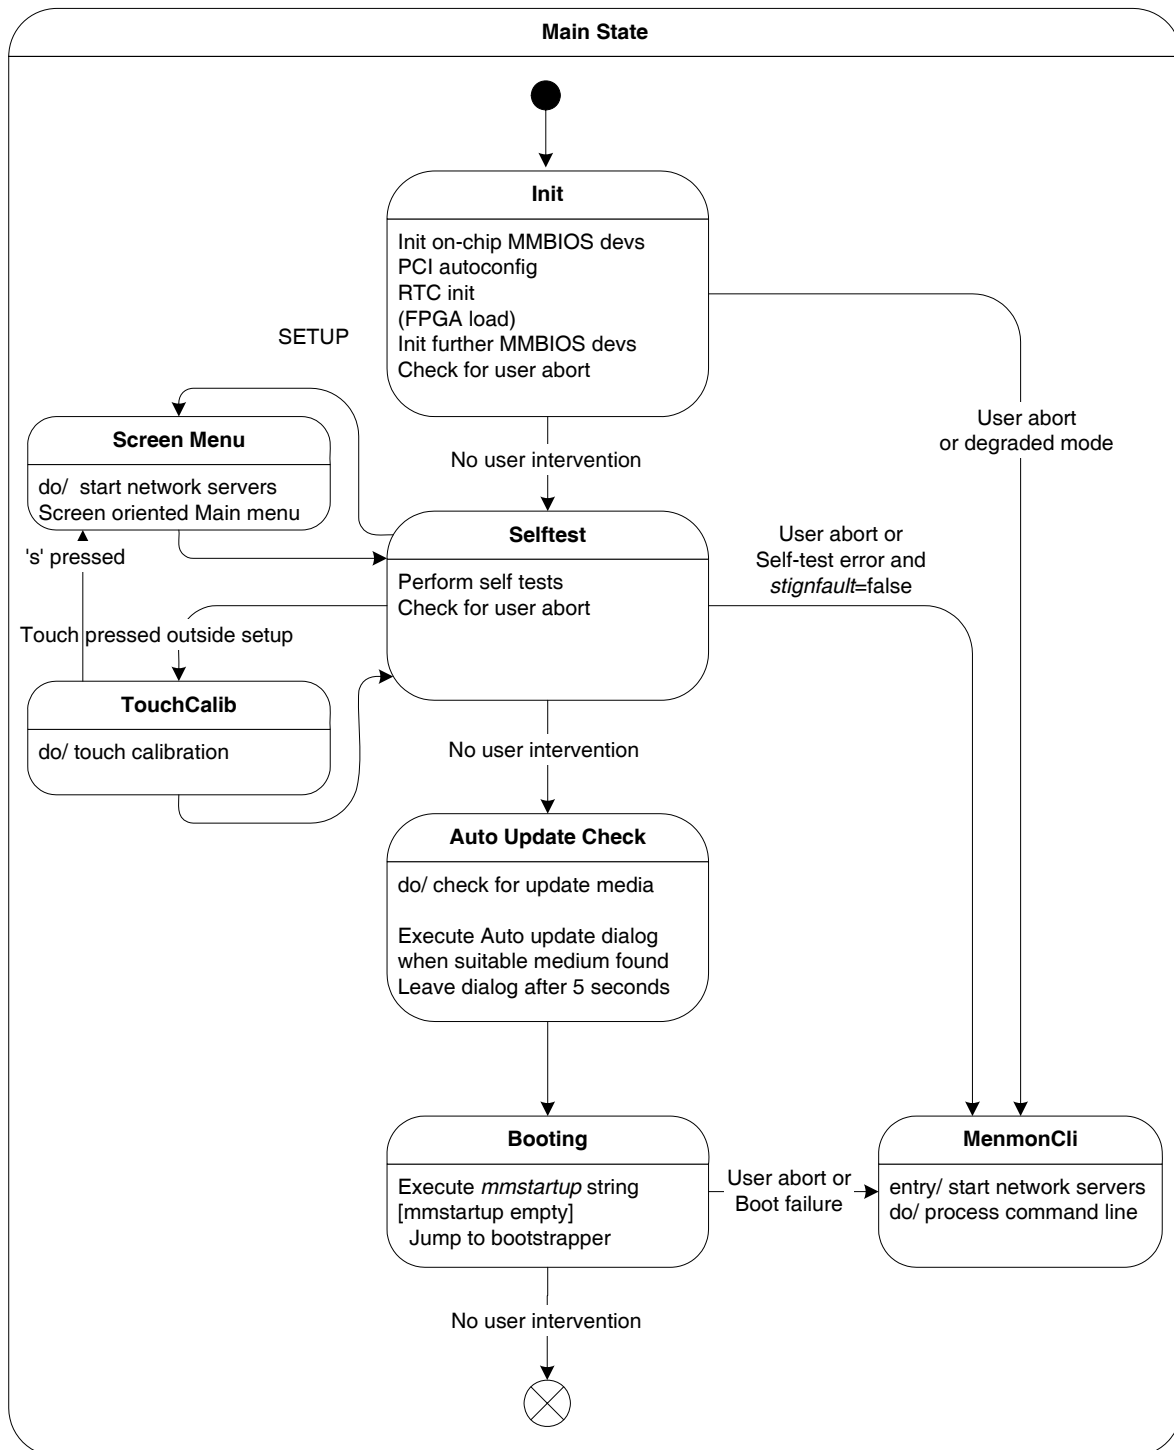 Main State
Init
Init on-chip MMBIOS devs
PCI autoconfig
RTC init
(FPGA load)
Init further MMBIOS devs
Check for user abort
SETUP
User abort
or degraded mode
No user intervention
Screen Menu
do/  start network servers
Screen oriented Main menu
's' pressed
Selftest
Perform self tests
Check for user abort
User abort or
Self-test error and
stignfault=false
Touch pressed outside setup
TouchCalib
do/ touch calibration
No user intervention
Auto Update Check
do/ check for update media
Execute Auto update dialog
when suitable medium found
Leave dialog after 5 seconds
Booting
Execute mmstartup string
[mmstartup empty]
Jump to bootstrapper
User abort or
Boot failure
MenmonCli
entry/ start network servers
do/ process command line
No user intervention